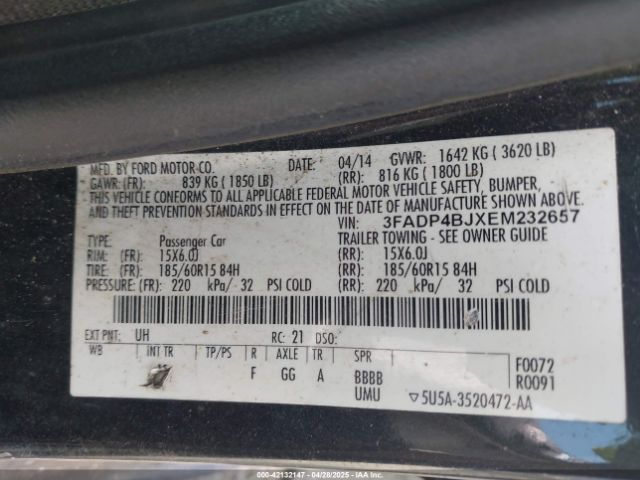 MFD. BY FORD MOTOR CO. DATE: 04/14 GVWR: 1642 KG ( 3620 LB)
GAWR: (FR): 839 KG ( 1850 LB) (RR): 816 KG ( 1800 LB)
THIS VEHICLE CONFORMS TO ALL APPLICABLE FEDERAL MOTOR VEHICLE SAFETY, BUMPER,
AND THEFT PREVENTION STANDARDS IN EFFECT ON THE DATE OF MANUFACTURE SHOWN ABOVE.
VIN: 3FADP4BJXEM232657
TYPE: Passenger Car TRAILER TOWING - SEE OWNER GUIDE
RIM: (FR): 15X6.0J (RR): 15X6.0J
TIRE: (FR): 185/60R15 84H (RR): 185/60R15 84H
PRESSURE: (FR): 220 kPa/ 32 PSI COLD (RR): 220 kPa/ 32 PSI COLD
EXT PNT: UH RC: 21 DSO:
WB INT TR TP/PS R AXLE TR SPR
F GG A BBBB
UMU
F0072
R0091
▽5U5A-3520472-AA
000-42132147 - 04/28/2025 - IAA Inc.